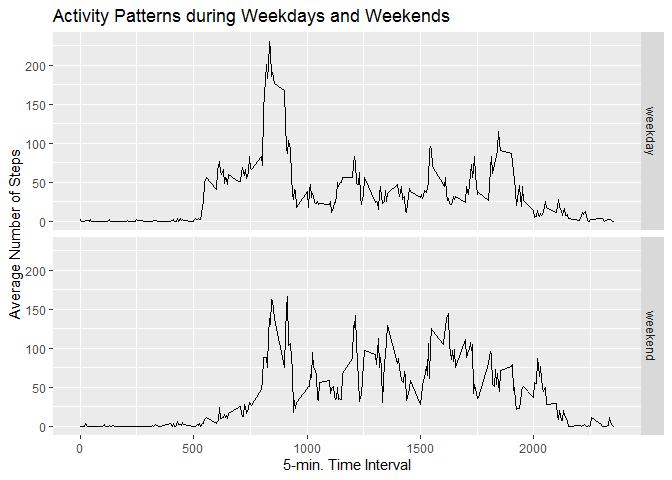 Activity Patterns during Weekdays and Weekends
Average Number of Steps
200
150
100
50
0
weekday
200
150
100
50
0
weekend
0 500 1000 1500 2000
5-min. Time Interval